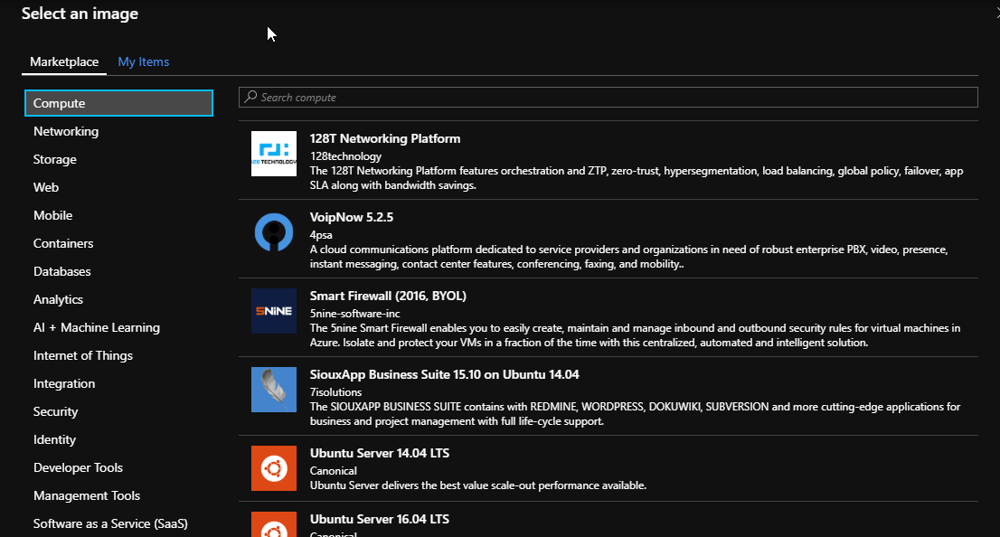 Select an image
Marketplace
My Items
Compute
Networking
Storage
Web
Mobile
Containers
Databases
Analytics
AI + Machine Learning
Internet of Things
Integration
Security
Identity
Developer Tools
Management Tools
Software as a Service (SaaS)
Search compute
128 TECHNOLOGY
128T Networking Platform
128technology
The 128T Networking Platform features orchestration and ZTP, zero-trust, hypersegmentation, load balancing, global policy, failover, app
SLA along with bandwidth savings.
VoipNow 5.2.5
4psa
A cloud communications platform dedicated to service providers and organizations in need of robust enterprise PBX, video, presence,
instant messaging, contact center features, conferencing, faxing, and mobility..
5NINE
Smart Firewall (2016, BYOL)
5nine-software-inc
The 5nine Smart Firewall enables you to easily create, maintain and manage inbound and outbound security rules for virtual machines in
Azure. Isolate and protect your VMs in a fraction of the time with this centralized, automated and intelligent solution.
SiouxApp Business Suite 15.10 on Ubuntu 14.04
7isolutions
The SIOUXAPP BUSINESS SUITE contains with REDMINE, WORDPRESS, DOKUWIKI, SUBVERSION and more cutting-edge applications for
business and project management with full life-cycle support.
Ubuntu Server 14.04 LTS
Canonical
Ubuntu Server delivers the best value scale-out performance available.
Ubuntu Server 16.04 LTS
Canonical